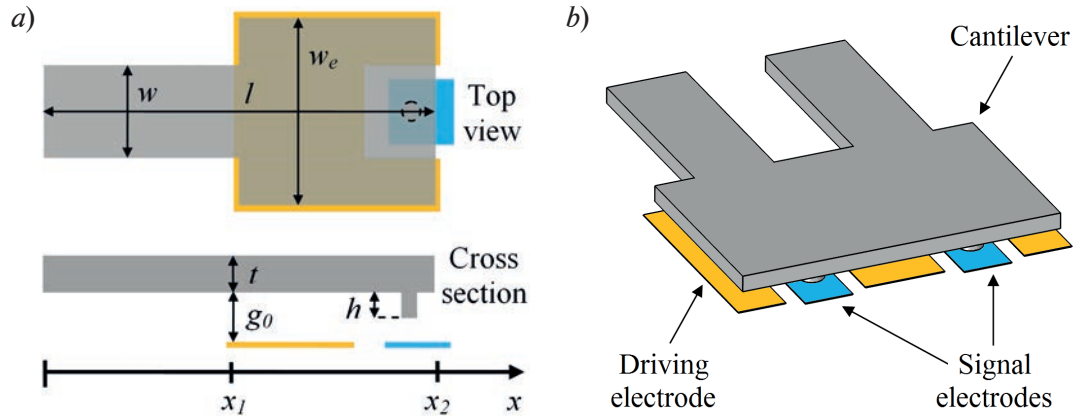 a)
w
l
wₑ
Top
view
t
g₀
h
Cross
section
x₁
x₂
x
b)
Cantilever
Driving
electrode
Signal
electrodes